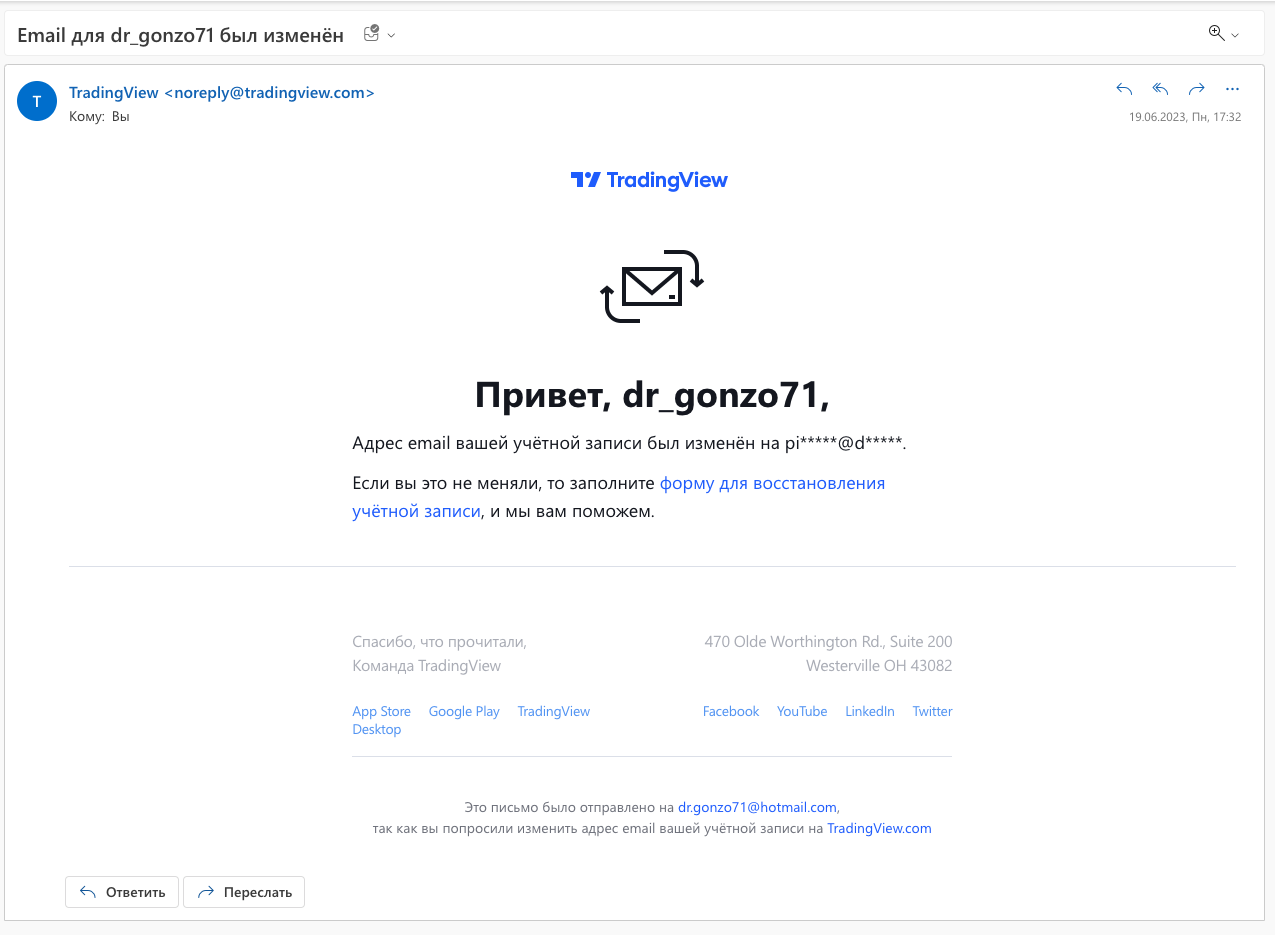 Email для dr_gonzo71 был изменён
T
TradingView <noreply@tradingview.com>
Кому: Вы
19.06.2023, Пн, 17:32
TradingView
Привет, dr_gonzo71,
Адрес email вашей учётной записи был изменён на pi*****@d*****.
Если вы это не меняли, то заполните форму для восстановления
учётной записи, и мы вам поможем.
Спасибо, что прочитали,
Команда TradingView
470 Olde Worthington Rd., Suite 200
Westerville OH 43082
App Store Google Play TradingView
Desktop
Facebook YouTube LinkedIn Twitter
Это письмо было отправлено на dr.gonzo71@hotmail.com,
так как вы попросили изменить адрес email вашей учётной записи на TradingView.com
Ответить Переслать